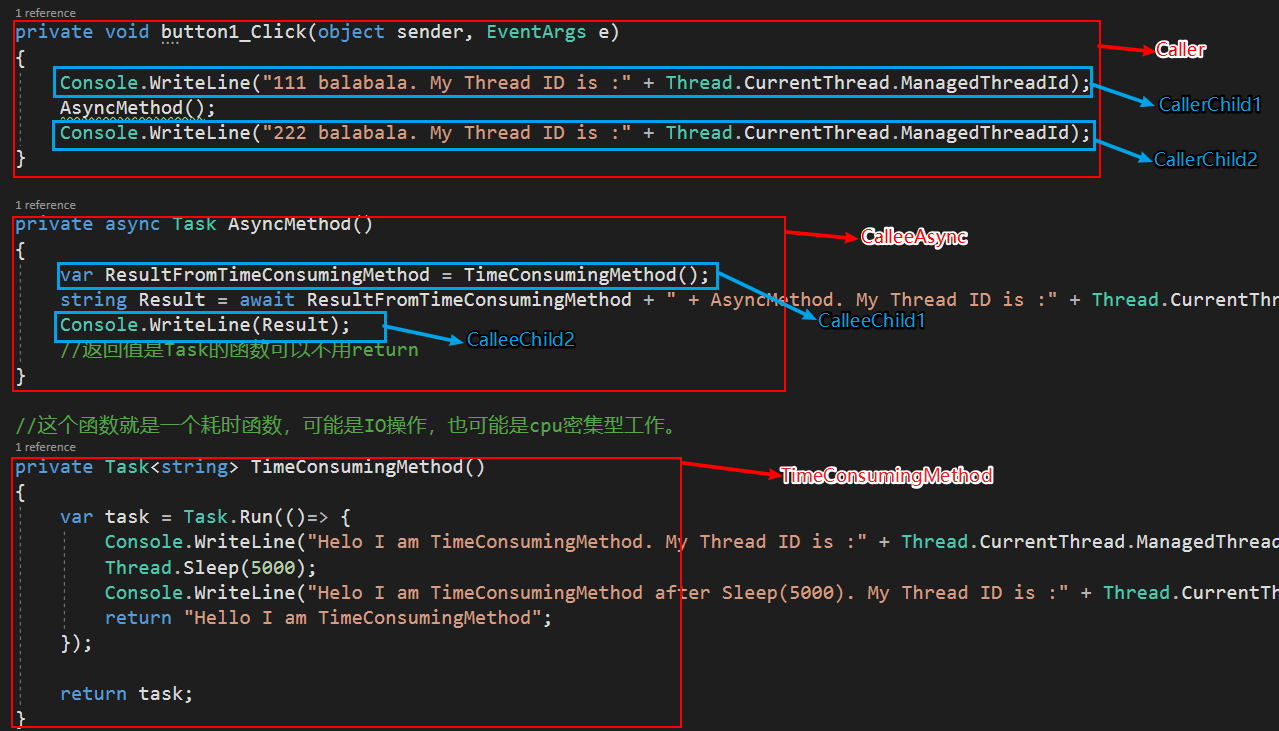 1 reference
private void button1_Click(object sender, EventArgs e)
Caller
{
Console.WriteLine("111 balabala. My Thread ID is :" + Thread.CurrentThread.ManagedThreadId);
CallerChild1
AsyncMethod();
Console.WriteLine("222 balabala. My Thread ID is :" + Thread.CurrentThread.ManagedThreadId);
CallerChild2
}
1 reference
private async Task AsyncMethod()
CalleeAsync
{
var ResultFromTimeConsumingMethod = TimeConsumingMethod();
string Result = await ResultFromTimeConsumingMethod + " + AsyncMethod. My Thread ID is :" + Thread.CurrentThr
CalleeChild1
Console.WriteLine(Result);
CalleeChild2
//返回值是Task的函数可以不用return
}
//这个函数就是一个耗时函数，可能是IO操作，也可能是cpu密集型工作。
1 reference
private Task<string> TimeConsumingMethod()
TimeConsumingMethod
{
var task = Task.Run(()=> {
Console.WriteLine("Helo I am TimeConsumingMethod. My Thread ID is :" + Thread.CurrentThread.ManagedThread
Thread.Sleep(5000);
Console.WriteLine("Helo I am TimeConsumingMethod after Sleep(5000). My Thread ID is :" + Thread.CurrentTh
return "Hello I am TimeConsumingMethod";
});
return task;
}